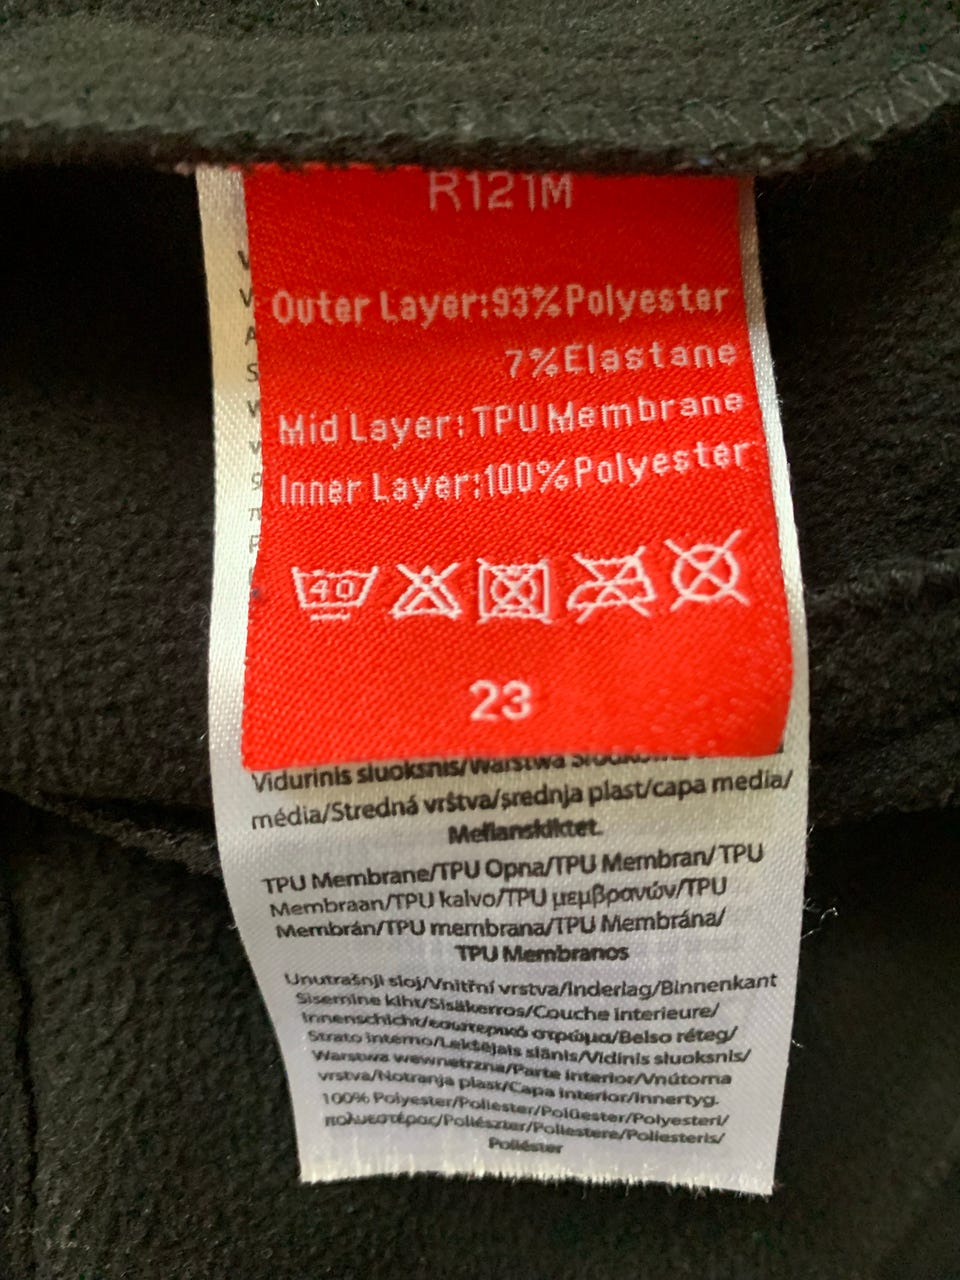 R121M
Outer Layer:93%Polyester
7%Elastane
Mid Layer:TPU Membrane
Inner Layer:100%Polyester
40
23
Vidurinis sluoksnis/Warstwa
média/Stredná vrštva/srednja plast/capa media/
Mellanskiktet.
TPU Membrane/TPU Opna/TPU Membran/TPU
Membraan/TPU kalvo/TPU μεμβρανών/TPU
Membrán/TPU membrana/TPU Membrána/
TPU Membranos
Unutrašnji sloj/Vnitřní vrstva/Inderlag/Binnenkant
Sisemine kiht/Sisäkerros/Couche interieure/
Innenschicht/εσωτερικό στρώμα/Belso réteg/
Strato interno/Lekšējais slānis/Vidinis sluoksnis/
Warstwa wewnetrzna/Parte interior/Vnútorna
vrstva/Notranja plast/Capa interior/Innertyg.
100% Polyester/Poliester/Polüester/Polyesteri/
πολυεστέρας/Poliészter/Poliestere/Poliesteris/
Poliéster